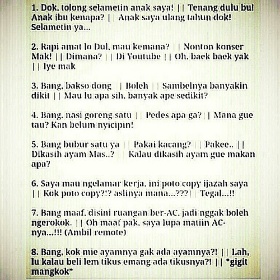 1. Dok, tolong selametin anak saya! || Tenang dulu bu!
Anak ibu kenapa? || Anak saya ulang tahun dok!
Selametin ya...
2. Rapi amat lo Dul, mau kemana? || Nonton konser
Mak! || Dimana? || Di Youtube || Oh, baek baek yak
|| Iye mak
3. Bang, bakso dong || Boleh || Sambelnya banyakin
dikit || Mau lu apa sih, banyak ape sedikit?
4. Bang, nasi goreng satu || Pedes apa ga? || Mana gue
tau? Kan belum nyicipin!
5. Bang bubur satu ya || Pakai kacang? || Pakee.. ||
Dikasih ayam Mas..? || Kalau dikasih ayam gue makan
apa?
6. Saya mau ngelamar kerja, ini poto copy ijazah saya
|| Kok poto copy?!? aslinya mana...??? || Tegal...!!
7. Bang maaf, disini ruangan ber-AC, jadi nggak boleh
ngerokok. || Oh maaf pak, saya lupa matiin AC-
nya...!!! (Ambil remote)
8. Bang, kok mie ayamnya gak ada ayamnya?! || Lah,
lu kalau beli lem tikus emang ada tikusnya?! || *gigit
mangkok*